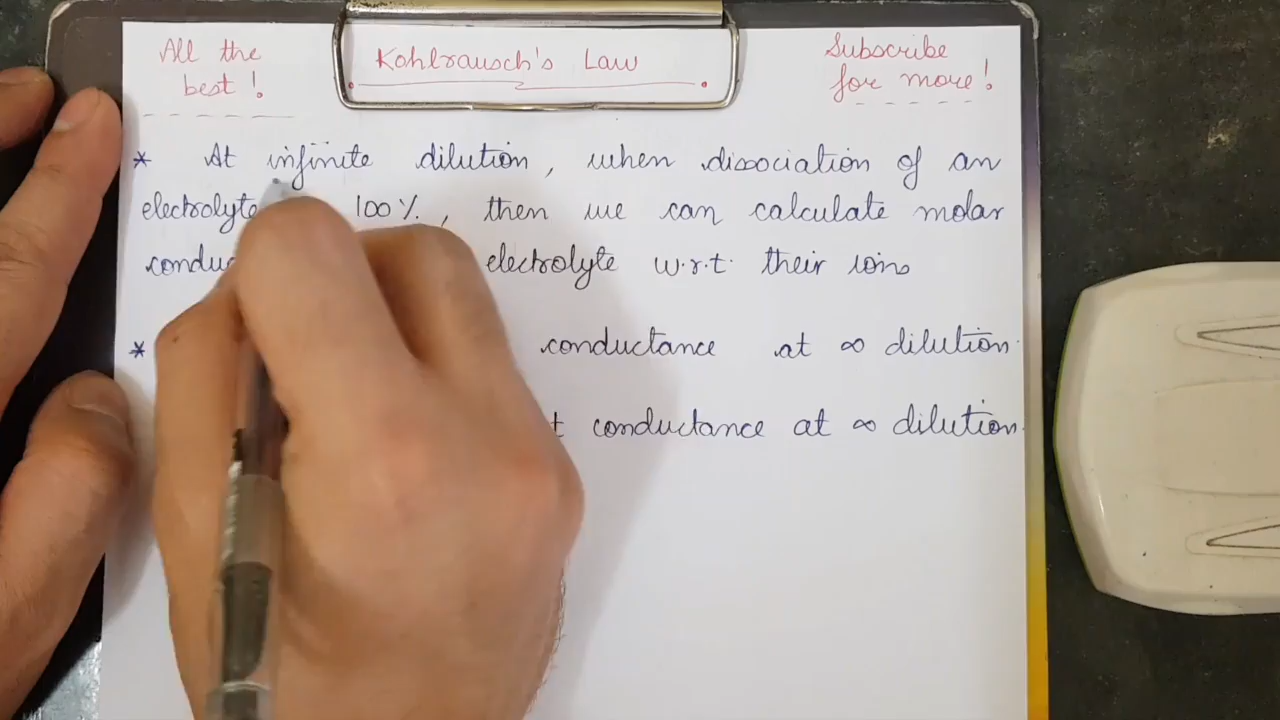 All the
best !
Kohlrausch's Law
Subscribe
for more!
* At infinite dilution, when dissociation of an
electrolyte 100%, then we can calculate molar
electrolyte w.r.t. their ions
* conductance at ∞ dilution.
conductance at ∞ dilution.